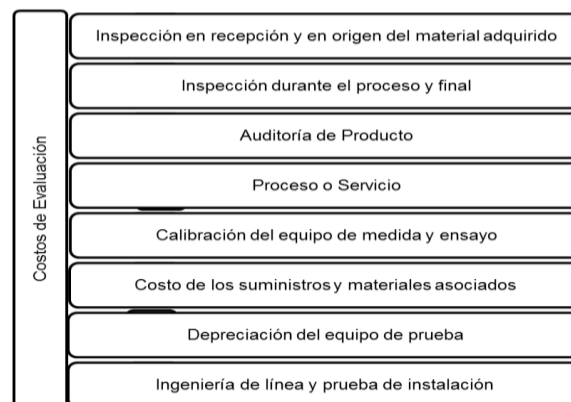 Costos de Evaluación
Inspección en recepción y en origen del material adquirido
Inspección durante el proceso y final
Auditoría de Producto
Proceso o Servicio
Calibración del equipo de medida y ensayo
Costo de los suministros y materiales asociados
Depreciación del equipo de prueba
Ingeniería de línea y prueba de instalación